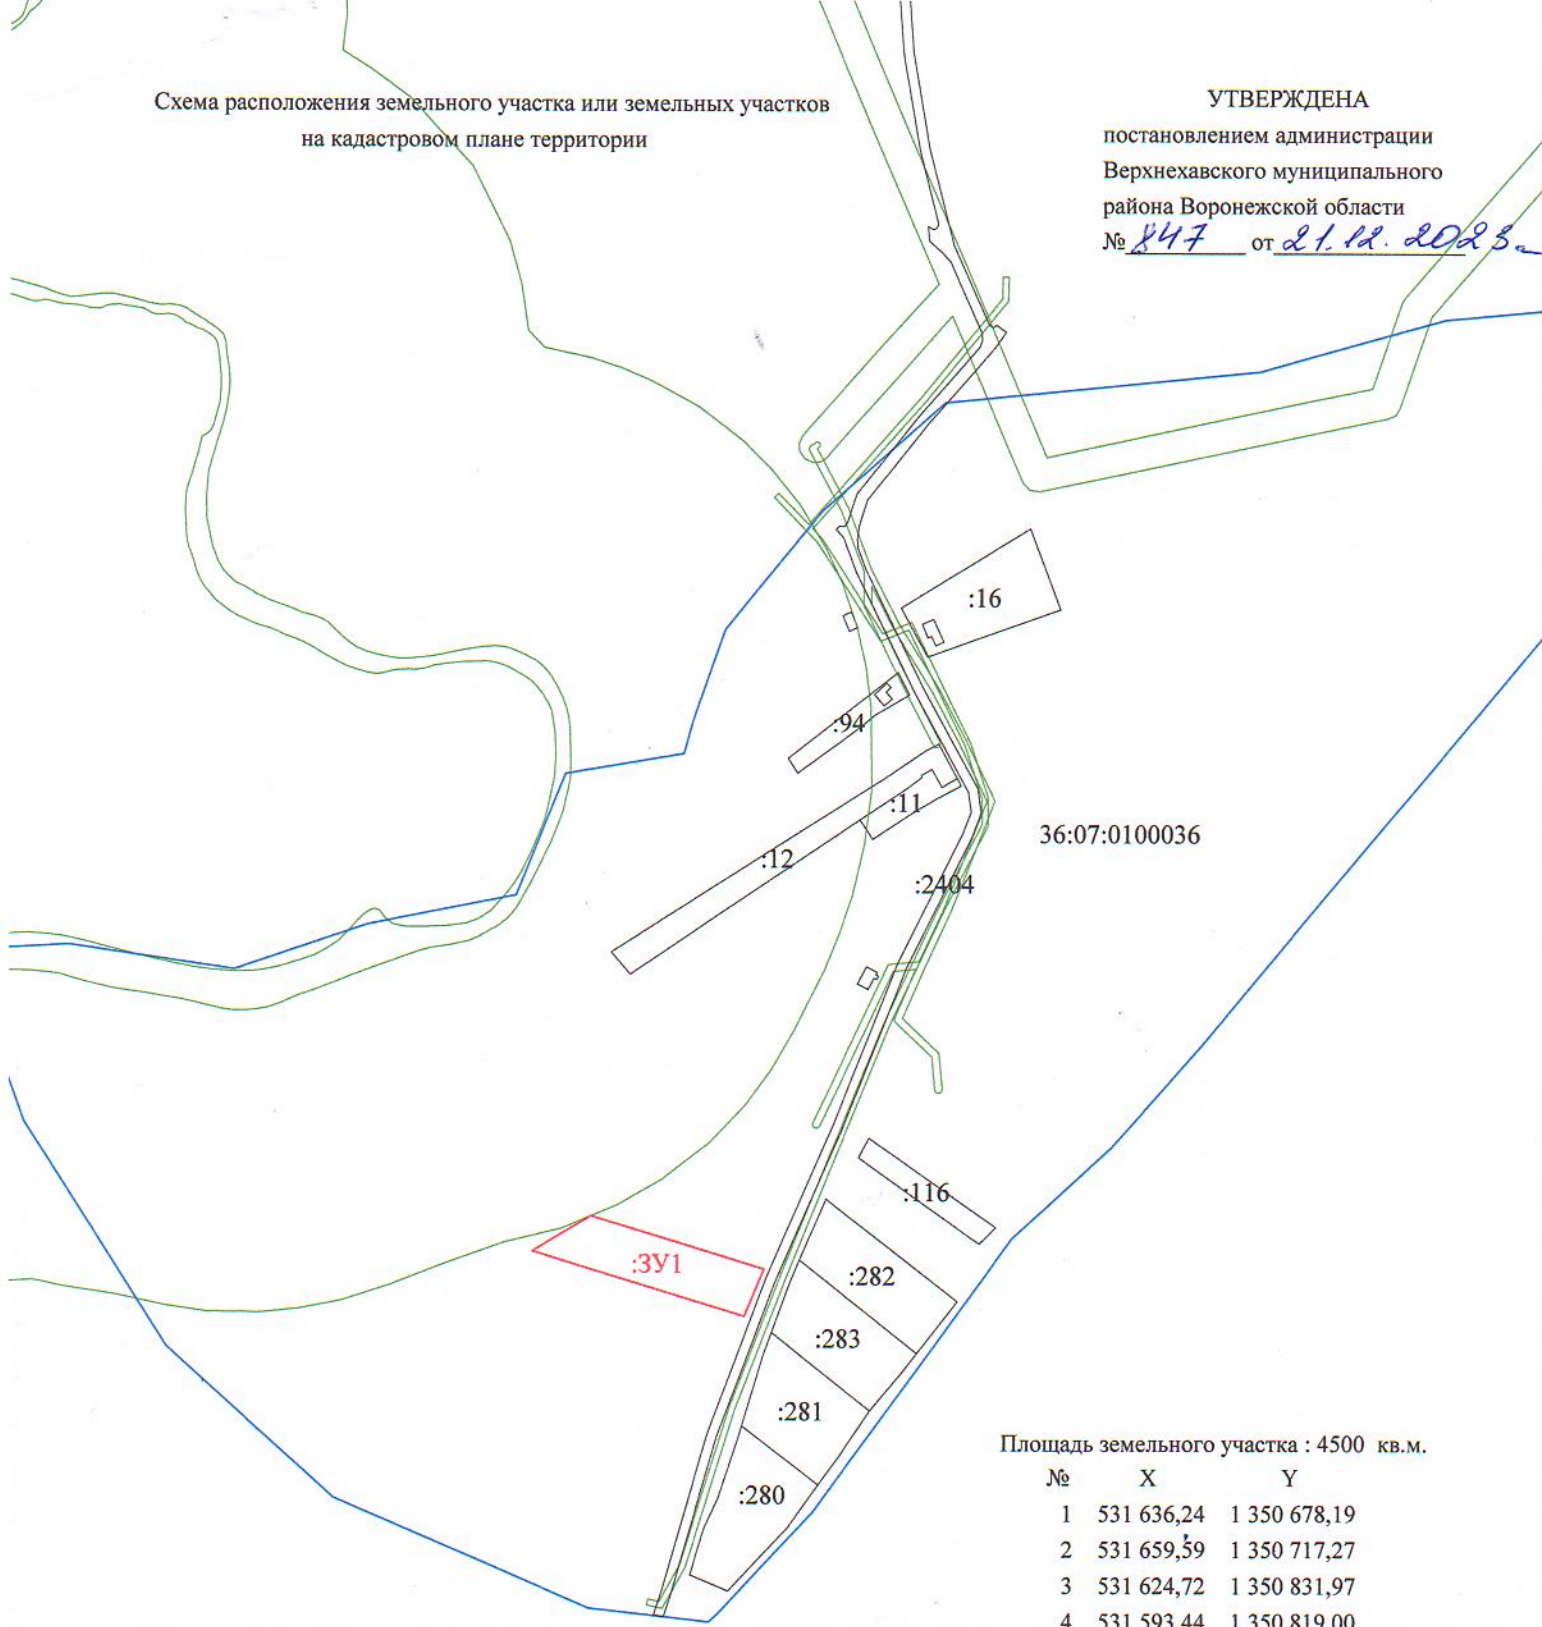 Схема расположения земельного участка или земельных участков
на кадастровом плане территории
УТВЕРЖДЕНА
постановлением администрации
Верхнехавского муниципального
района Воронежской области
№ 847 от 21.12.2023 г
:16
:94
:11
36:07:0100036
:12
:2404
:116
:ЗУ1
:282
:283
:281
:280
Площадь земельного участка : 4500 кв.м.
№ X Y
1 531 636,24 1 350 678,19
2 531 659,59 1 350 717,27
3 531 624,72 1 350 831,97
4 531 593,44 1 350 819,00